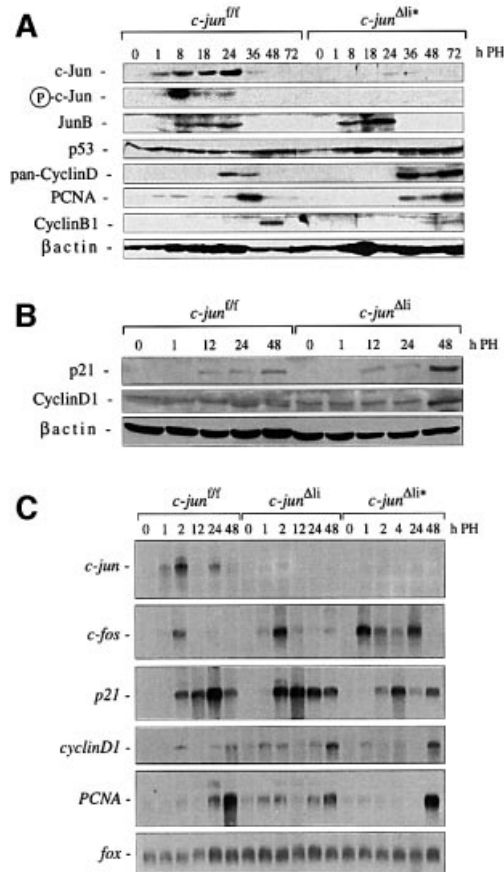 A
c-jun^f/f c-jun^Δli*
0 1 8 18 24 36 48 72 0 1 8 18 24 36 48 72 h PH
c-Jun -
Ⓟ-c-Jun -
JunB -
p53 -
pan-CyclinD -
PCNA -
CyclinB1 -
βactin -
B
c-jun^f/f c-jun^Δli
0 1 12 24 48 0 1 12 24 48 h PH
p21 -
CyclinD1 -
βactin -
C
c-jun^f/f c-jun^Δli c-jun^Δli*
0 1 2 12 24 48 0 1 2 12 24 48 0 1 2 4 24 48 h PH
c-jun -
c-fos -
p21 -
cyclinD1 -
PCNA -
fox -